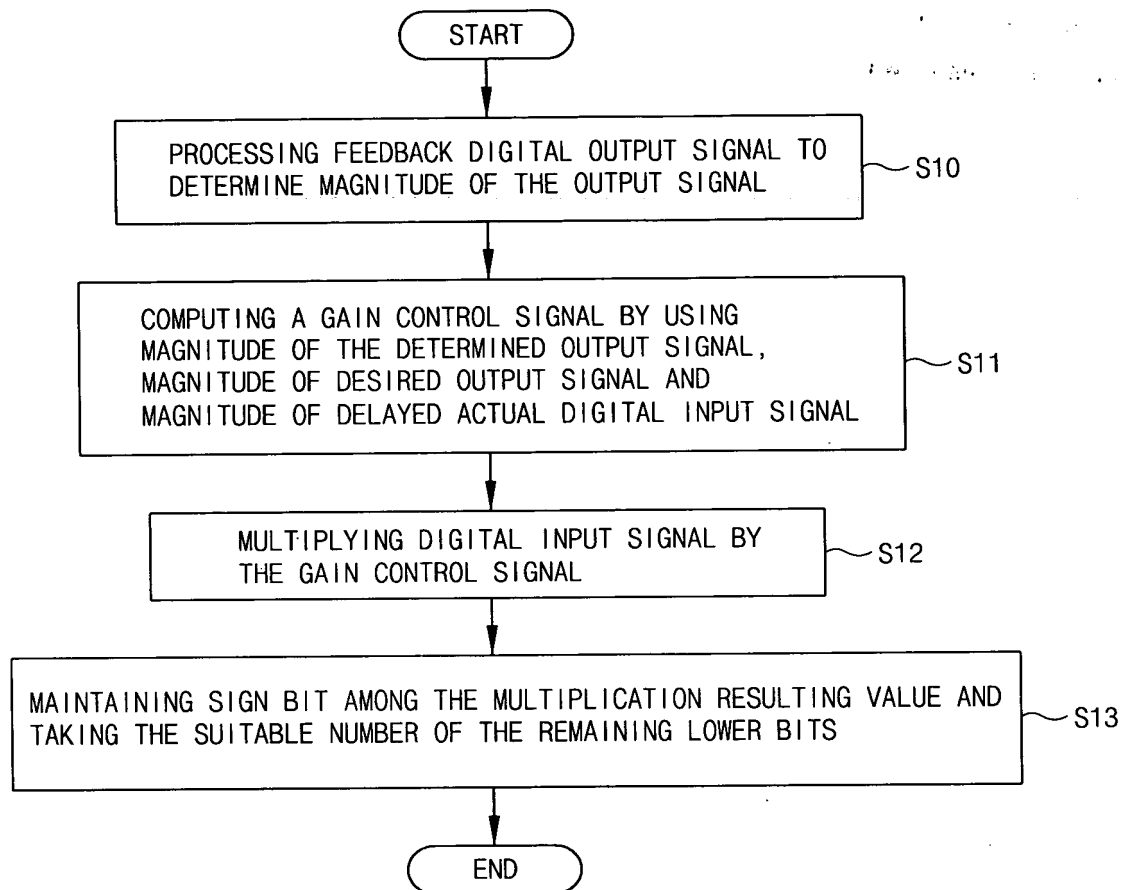 START
PROCESSING FEEDBACK DIGITAL OUTPUT SIGNAL TO
DETERMINE MAGNITUDE OF THE OUTPUT SIGNAL
S10
COMPUTING A GAIN CONTROL SIGNAL BY USING
MAGNITUDE OF THE DETERMINED OUTPUT SIGNAL,
MAGNITUDE OF DESIRED OUTPUT SIGNAL AND
MAGNITUDE OF DELAYED ACTUAL DIGITAL INPUT SIGNAL
S11
MULTIPLYING DIGITAL INPUT SIGNAL BY
THE GAIN CONTROL SIGNAL
S12
MAINTAINING SIGN BIT AMONG THE MULTIPLICATION RESULTING VALUE AND
TAKING THE SUITABLE NUMBER OF THE REMAINING LOWER BITS
S13
END